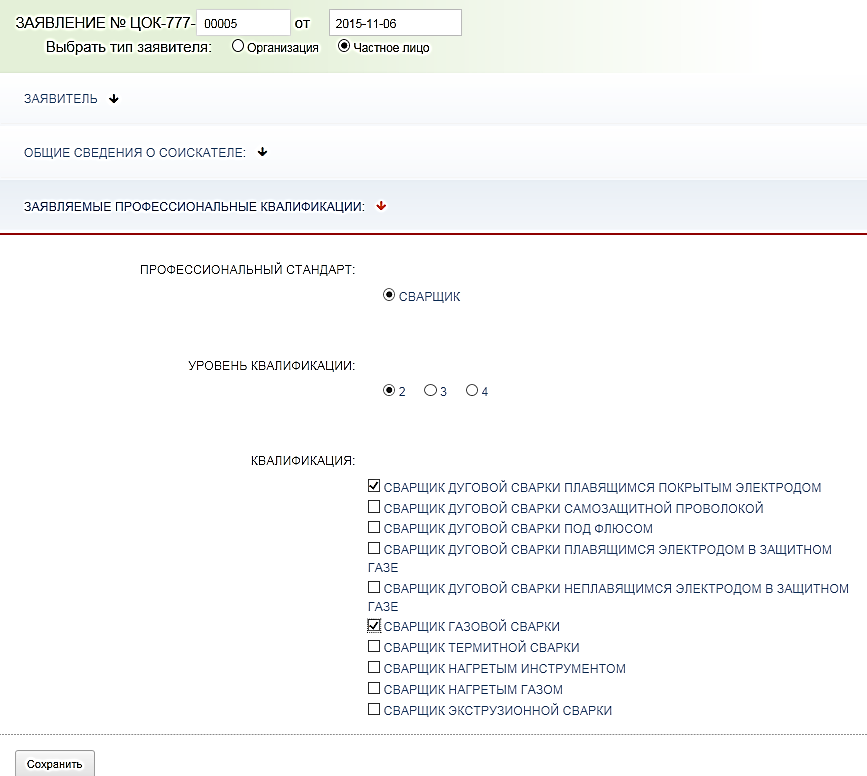 ЗАЯВЛЕНИЕ № ЦОК-777- 00005 от 2015-11-06
Выбрать тип заявителя: Организация Частное лицо
ЗАЯВИТЕЛЬ
ОБЩИЕ СВЕДЕНИЯ О СОИСКАТЕЛЕ:
ЗАЯВЛЯЕМЫЕ ПРОФЕССИОНАЛЬНЫЕ КВАЛИФИКАЦИИ:
ПРОФЕССИОНАЛЬНЫЙ СТАНДАРТ:
СВАРЩИК
УРОВЕНЬ КВАЛИФИКАЦИИ:
2 3 4
КВАЛИФИКАЦИЯ:
СВАРЩИК ДУГОВОЙ СВАРКИ ПЛАВЯЩИМСЯ ПОКРЫТЫМ ЭЛЕКТРОДОМ
СВАРЩИК ДУГОВОЙ СВАРКИ САМОЗАЩИТНОЙ ПРОВОЛОКОЙ
СВАРЩИК ДУГОВОЙ СВАРКИ ПОД ФЛЮСОМ
СВАРЩИК ДУГОВОЙ СВАРКИ ПЛАВЯЩИМСЯ ЭЛЕКТРОДОМ В ЗАЩИТНОМ
ГАЗЕ
СВАРЩИК ДУГОВОЙ СВАРКИ НЕПЛАВЯЩИМСЯ ЭЛЕКТРОДОМ В ЗАЩИТНОМ
ГАЗЕ
СВАРЩИК ГАЗОВОЙ СВАРКИ
СВАРЩИК ТЕРМИТНОЙ СВАРКИ
СВАРЩИК НАГРЕТЫМ ИНСТРУМЕНТОМ
СВАРЩИК НАГРЕТЫМ ГАЗОМ
СВАРЩИК ЭКСТРУЗИОННОЙ СВАРКИ
Сохранить